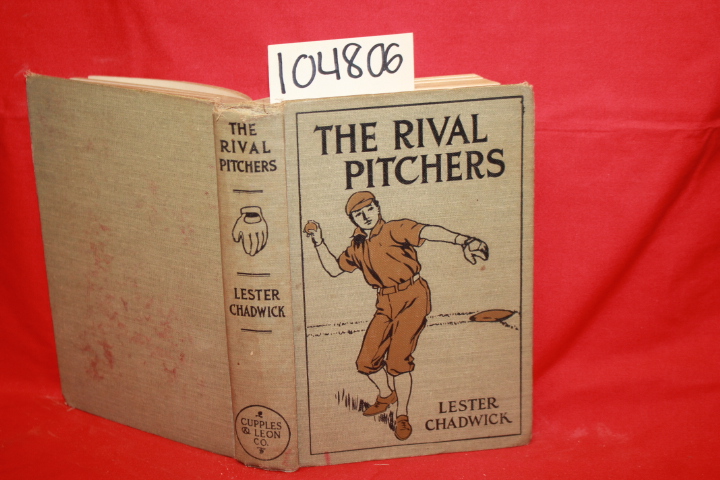 104806
THE
RIVAL
PITCHERS
LESTER
CHADWICK
CUPPLES
& LEON
CO.
THE RIVAL
PITCHERS
LESTER
CHADWICK